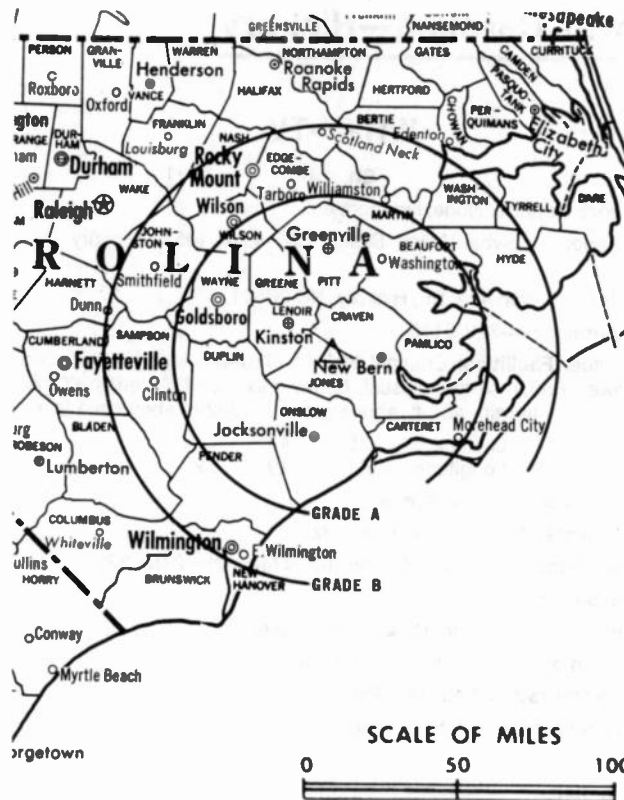 GREENSVILLE
NANSEMOND
PERSON
GRAN-
VILLE
WARREN
NORTHAMPTON
GATES
CURRITUCK
CAMDEN
PASQUO-
TANK
Roxboro
Oxford
VANCE
Henderson
Roanoke
Rapids
HALIFAX
HERTFORD
CHOWAN
PER-
QUIMANS
Elizabeth
City
FRANKLIN
Louisburg
NASH
BERTIE
Edenton
Scotland Neck
DUR-
HAM
Durham
Rocky
Mount
EDGE-
COMBE
Tarboro
Williamston
MARTIN
WASH-
INGTON
TYRRELL
DARE
WAKE
Raleigh
Wilson
WILSON
JOHN-
STON
Smithfield
Greenville
BEAUFORT
Washington
HYDE
R O L I N A
HARNETT
Dunn
WAYNE
Goldsboro
GREENE
PITT
LENOIR
Kinston
CRAVEN
PAMLICO
CUMBERLAND
Fayetteville
Owens
SAMPSON
Clinton
DUPLIN
New Bern
JONES
ONSLOW
Jacksonville
CARTERET
Morehead City
BLADEN
ROBESON
Lumberton
PENDER
GRADE A
COLUMBUS
Whiteville
Wilmington
E. Wilmington
HORRY
BRUNSWICK
NEW
HANOVER
GRADE B
Conway
Myrtle Beach
orgetown
SCALE OF MILES
0 50 100